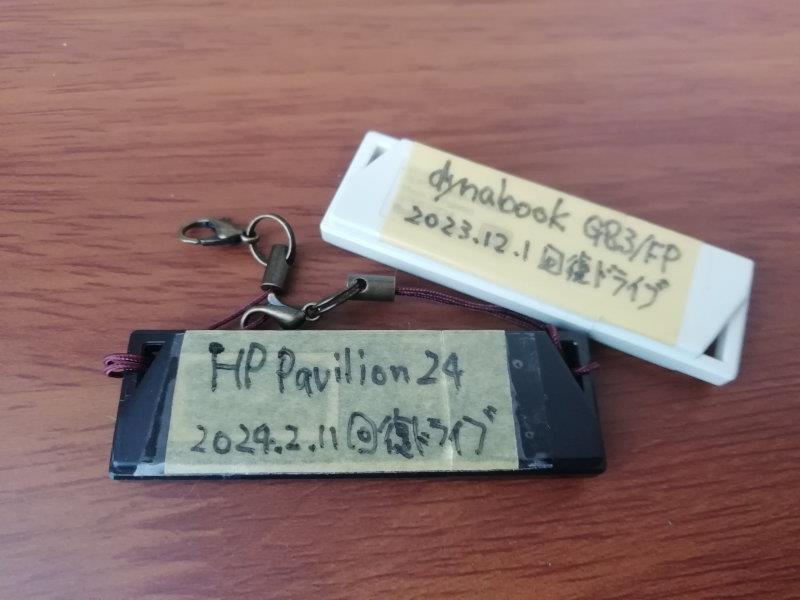 dynabook G83/FP
2023.12.1 回復ドライブ
HP Pavilion 24
2024.2.11 回復ドライブ